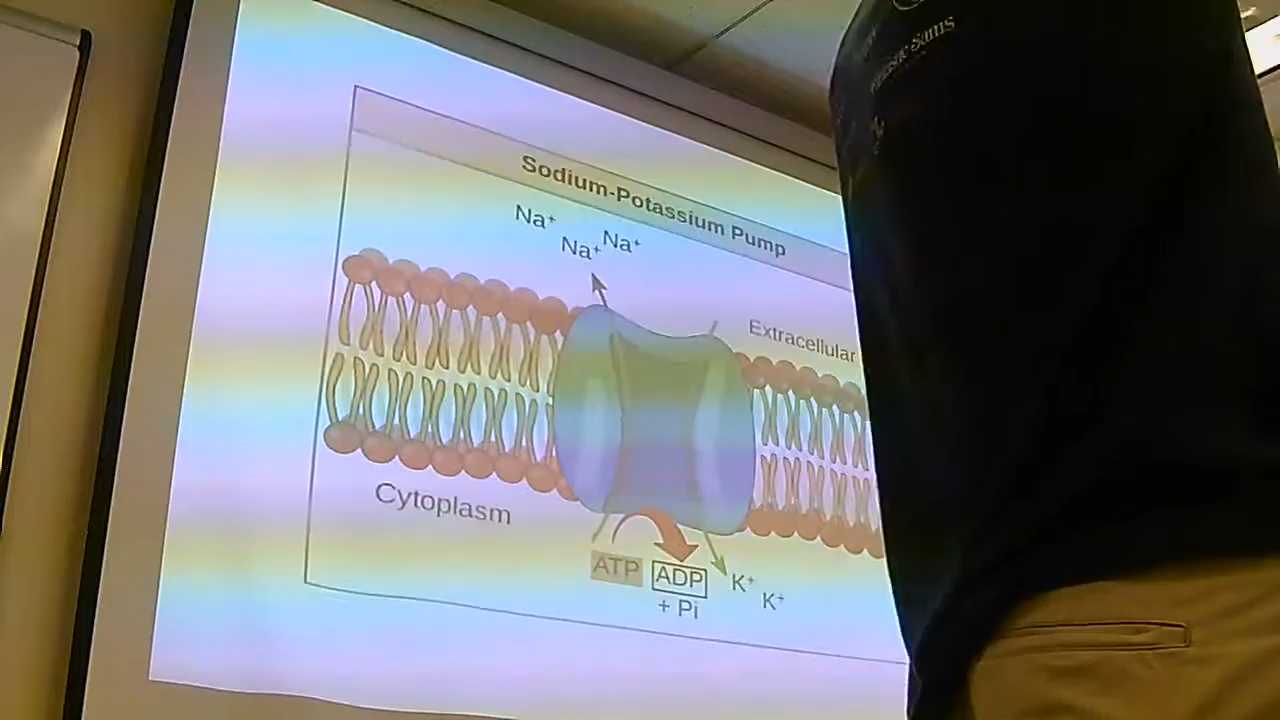 Sodium-Potassium Pump
Na⁺
Na⁺
Na⁺
Extracellular
Cytoplasm
ATP
ADP
+ Pi
K⁺
K⁺